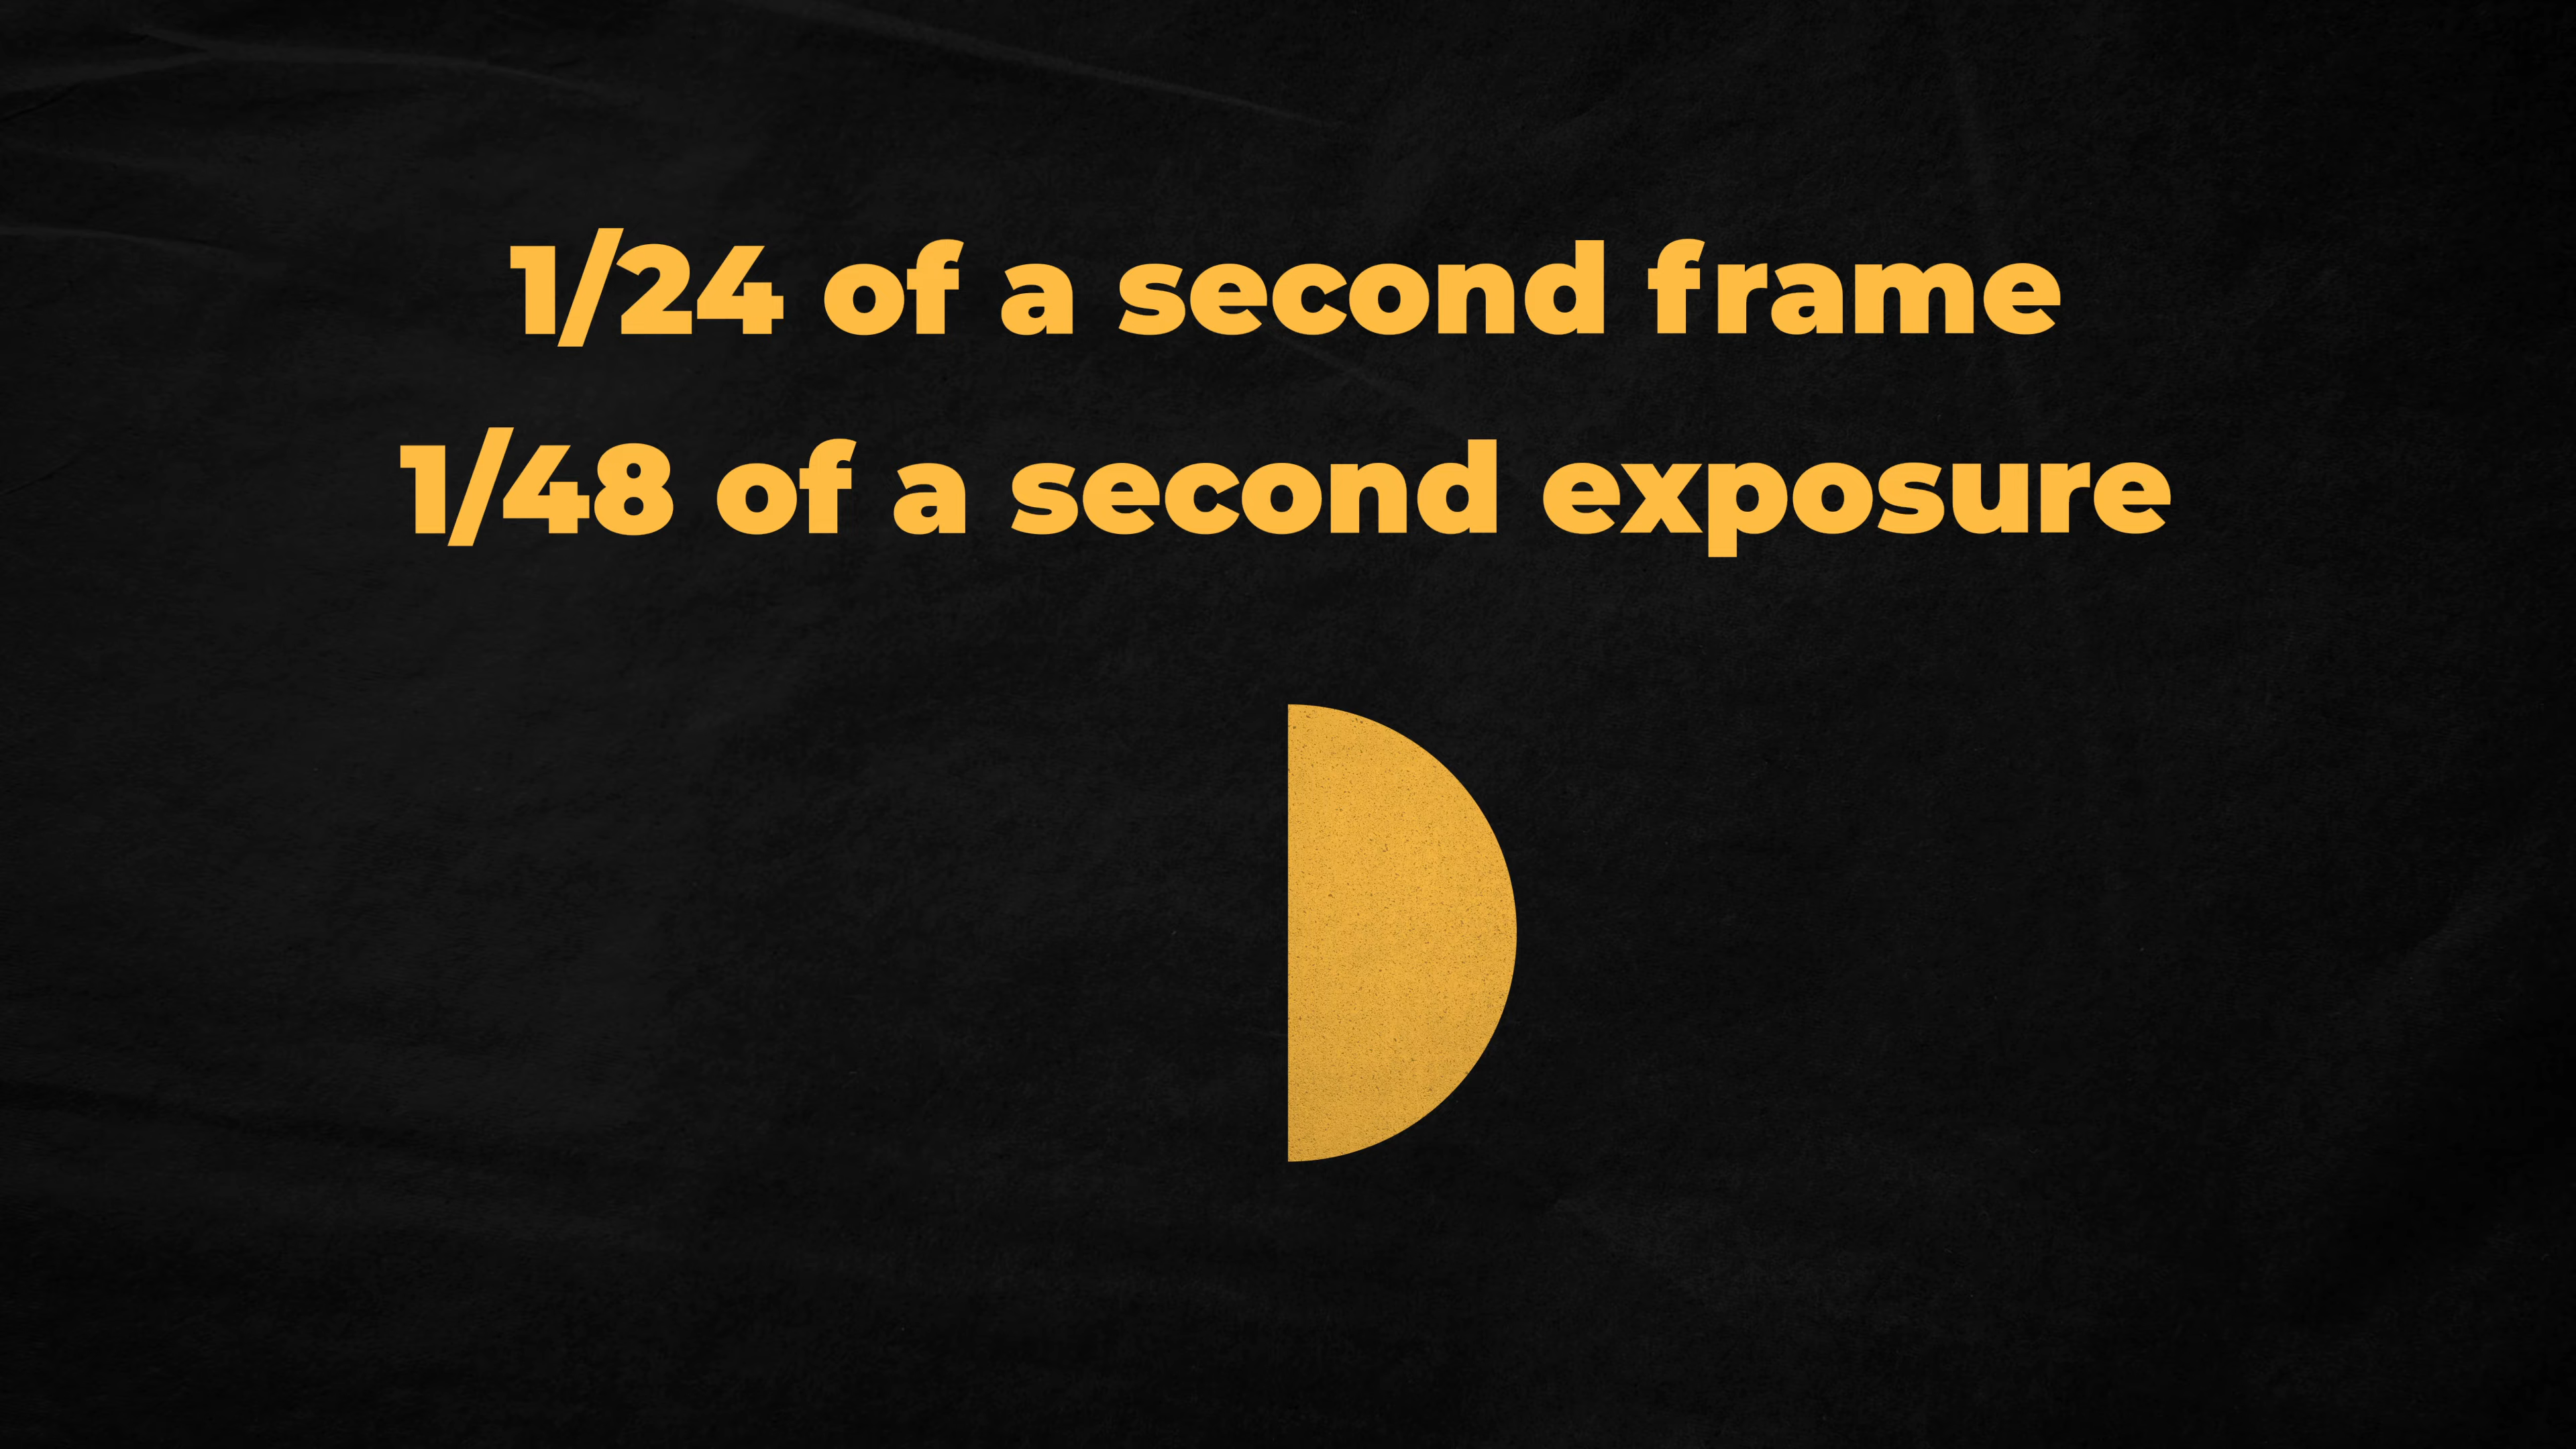 1/24 of a second frame
1/48 of a second exposure